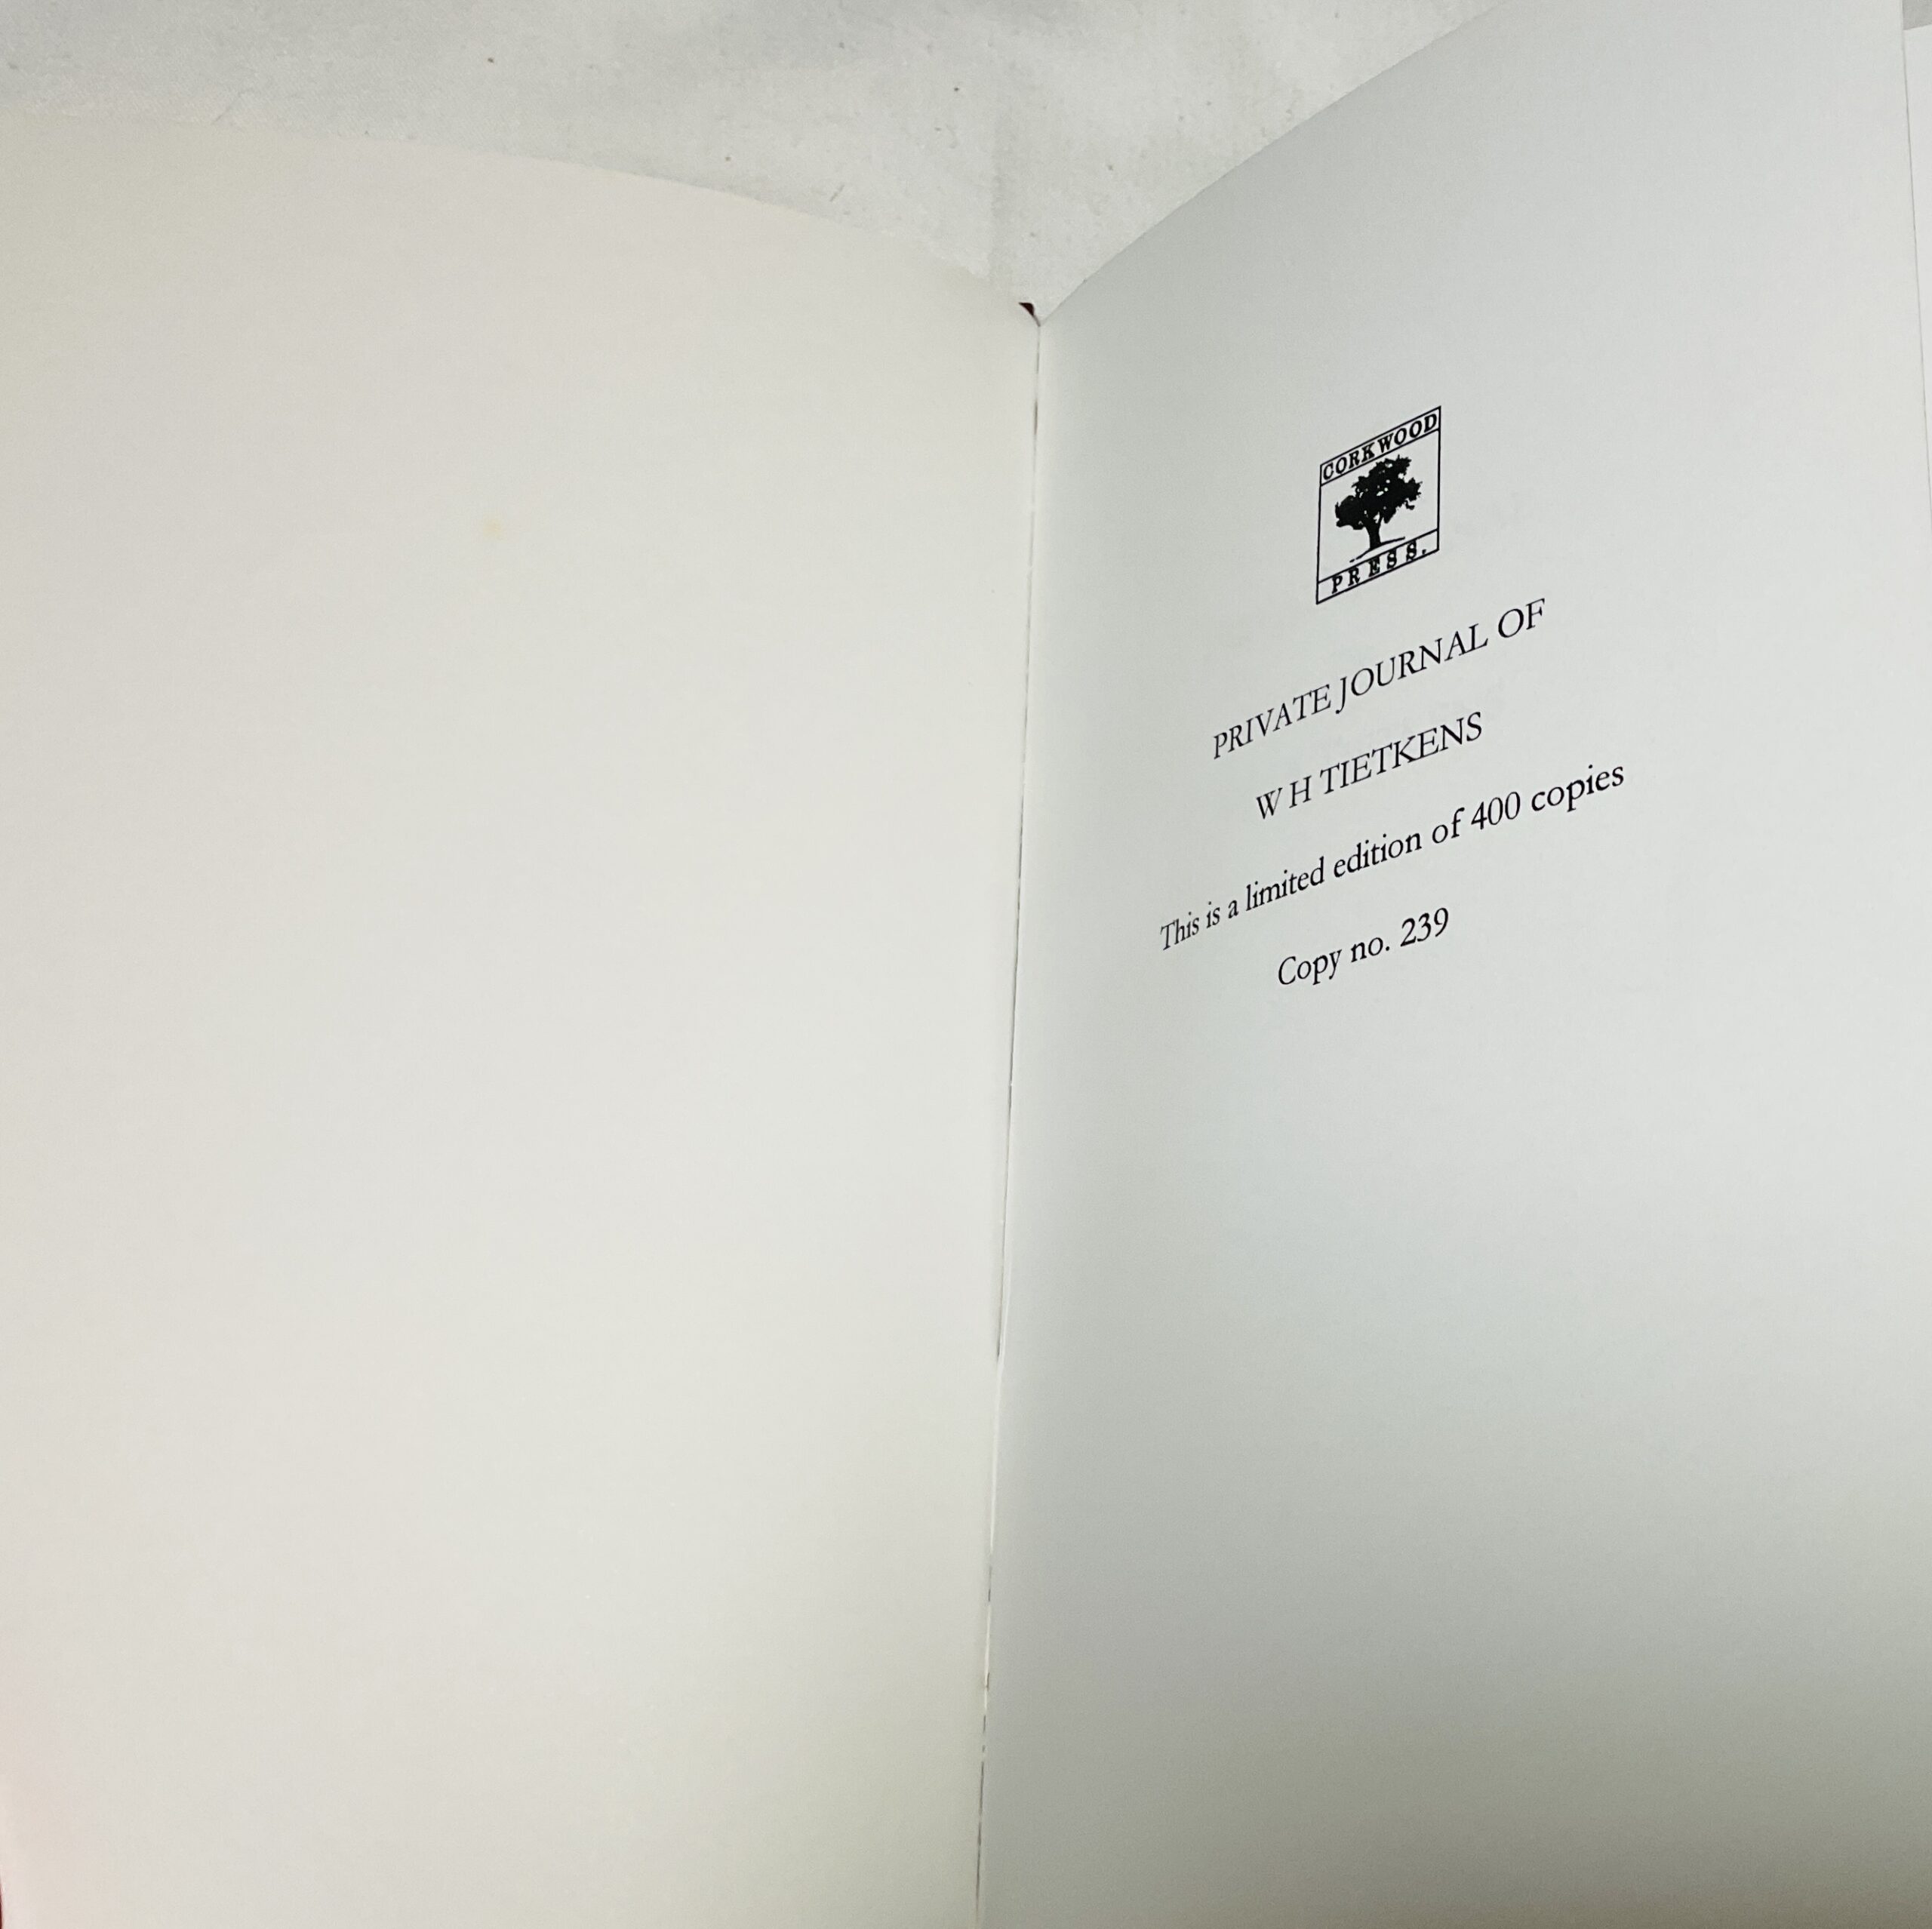 CORKWOOD
PRESS.
PRIVATE JOURNAL OF
W H TIETKENS
This is a limited edition of 400 copies
Copy no. 239